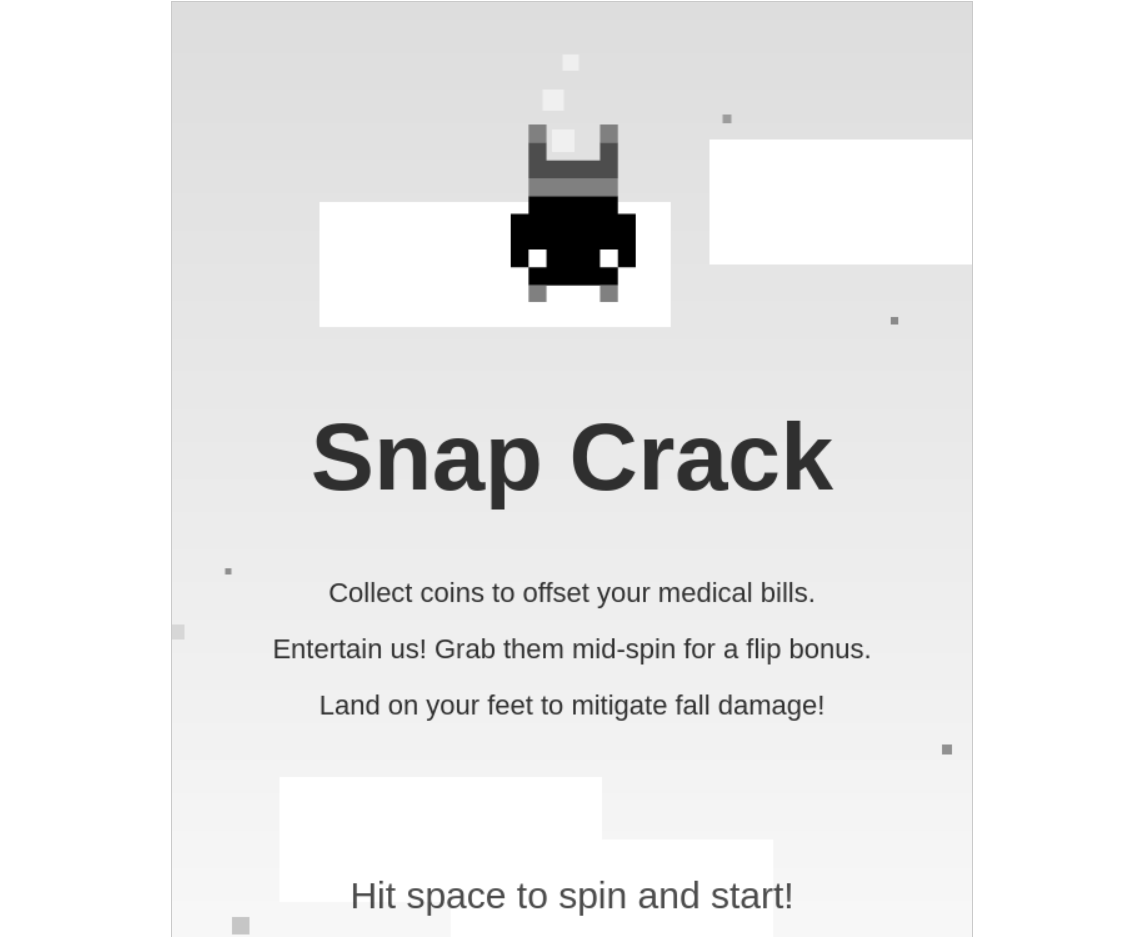 Snap Crack
Collect coins to offset your medical bills.
Entertain us! Grab them mid-spin for a flip bonus.
Land on your feet to mitigate fall damage!
Hit space to spin and start!